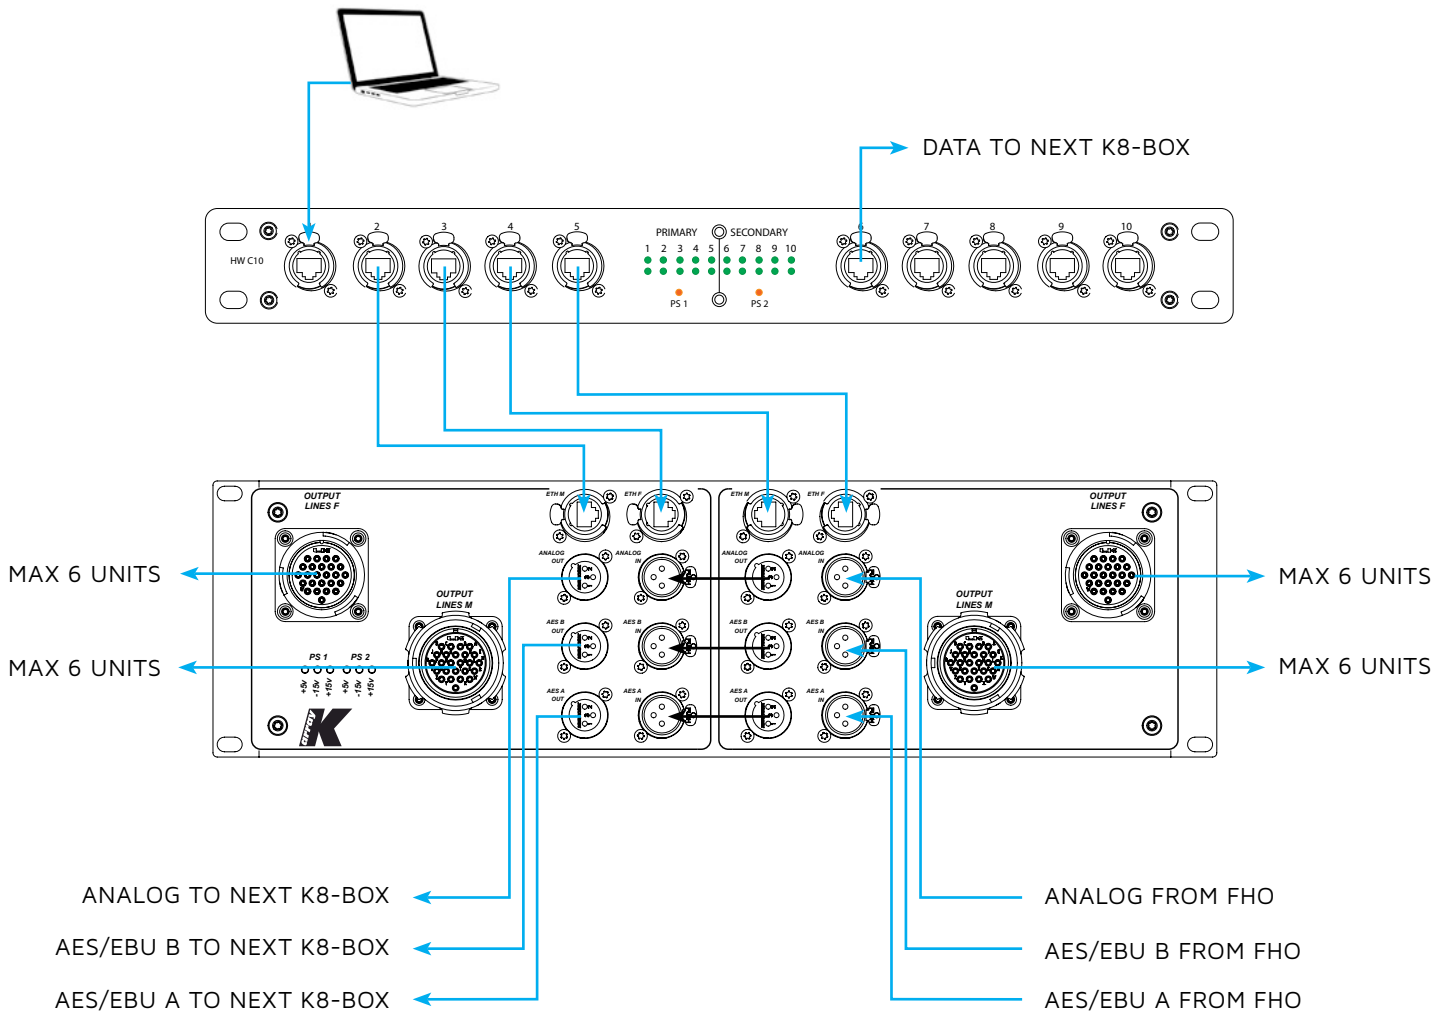 DATA TO NEXT K8-BOX
HW C10
2
3
4
5
PRIMARY
SECONDARY
1 2 3 4 5 6 7 8 9 10
PS 1
PS 2
6
7
8
9
10
OUTPUT
LINES F
ETH M
ETH F
ETH M
ETH F
OUTPUT
LINES F
ANALOG
OUT
ANALOG
IN
ANALOG
OUT
ANALOG
IN
MAX 6 UNITS
MAX 6 UNITS
OUTPUT
LINES M
OUTPUT
LINES M
AES B
OUT
AES B
IN
AES B
OUT
AES B
IN
MAX 6 UNITS
MAX 6 UNITS
PS 1
PS 2
+5v
-15v
+15v
+5v
-15v
+15v
AES A
OUT
AES A
IN
AES A
OUT
AES A
IN
array
K
ANALOG TO NEXT K8-BOX
ANALOG FROM FHO
AES/EBU B TO NEXT K8-BOX
AES/EBU B FROM FHO
AES/EBU A TO NEXT K8-BOX
AES/EBU A FROM FHO